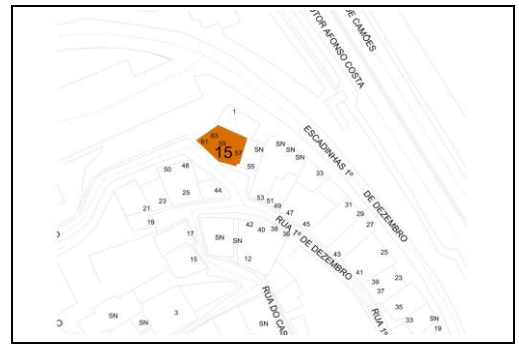 DE CAMÕES
TOR AFONSO COSTA
1
ESCADINHAS 1º
DE DEZEMBRO
63
61
59
57
15
SN
SN
SN
SN
55
33
50
48
25
44
23
21
19
53
51
49
47
45
31
29
27
25
23
17
SN
SN
42
40
38
36
RUA 1º DE DEZEMBRO
15
12
43
41
39
37
35
33
SN
19
RUA DO CAR
RUA 1º
3
SN
SN
SN
O
O